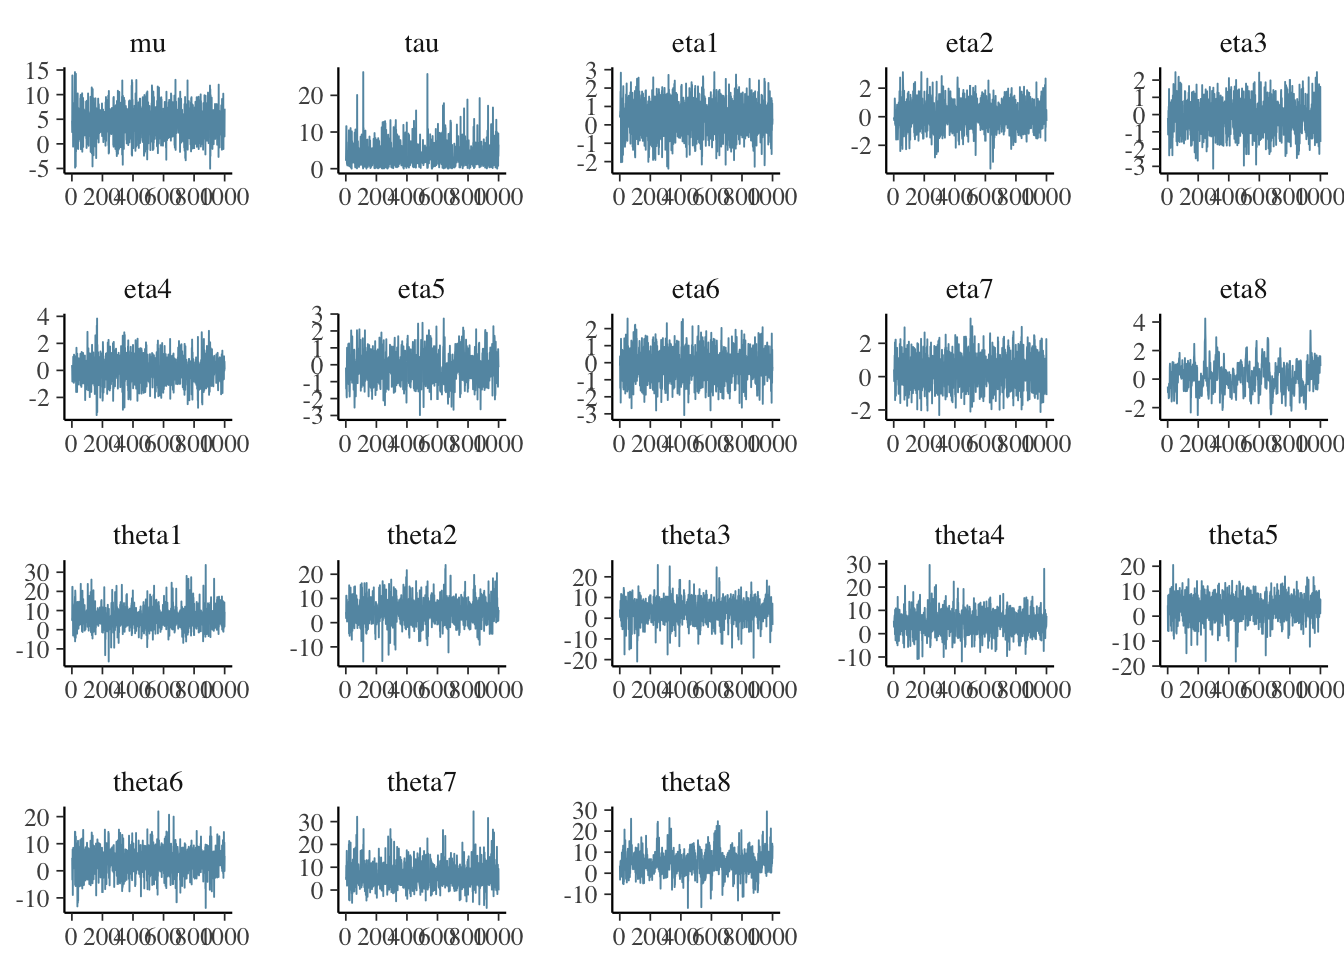 mu tau eta1 eta2 eta3
15 10 5 0 -5
20 10 0
3 2 1 0 -1 -2
2 0 -2
2 1 0 -1 -2 -3
0 200 400 600 800 1000 0 200 400 600 800 1000 0 200 400 600 800 1000 0 200 400 600 800 1000 0 200 400 600 800 1000
eta4 eta5 eta6 eta7 eta8
4 2 0 -2
3 2 1 0 -1 -2 -3
2 1 0 -1 -2 -3
2 0 -2
4 2 0 -2
0 200 400 600 800 1000 0 200 400 600 800 1000 0 200 400 600 800 1000 0 200 400 600 800 1000 0 200 400 600 800 1000
theta1 theta2 theta3 theta4 theta5
30 20 10 0 -10
20 10 0 -10
20 10 0 -10 -20
30 20 10 0 -10
20 10 0 -10 -20
0 200 400 600 800 1000 0 200 400 600 800 1000 0 200 400 600 800 1000 0 200 400 600 800 1000 0 200 400 600 800 1000
theta6 theta7 theta8
20 10 0 -10
30 20 10 0
30 20 10 0 -10
0 200 400 600 800 1000 0 200 400 600 800 1000 0 200 400 600 800 1000